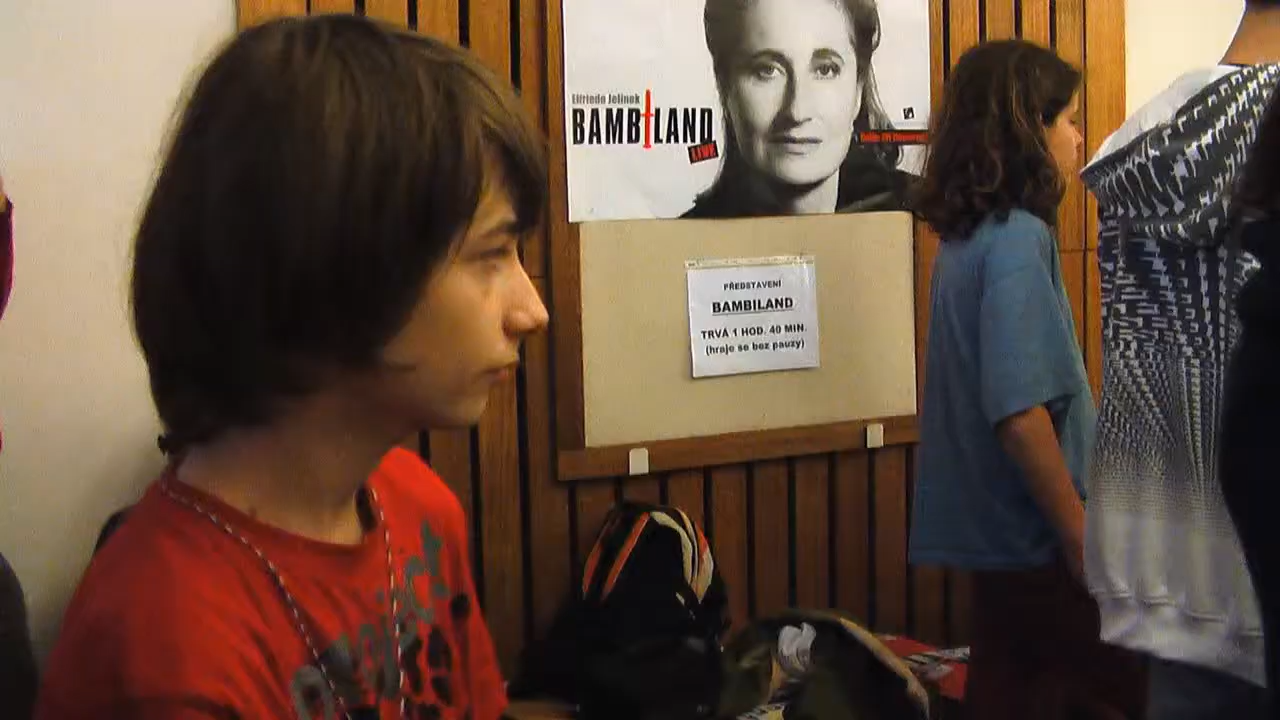 Elfriede Jelinek
BAMBILAND
LIVE
PŘEDSTAVENÍ
BAMBILAND
TRVÁ 1 HOD. 40 MIN.
(hraje se bez pauzy)